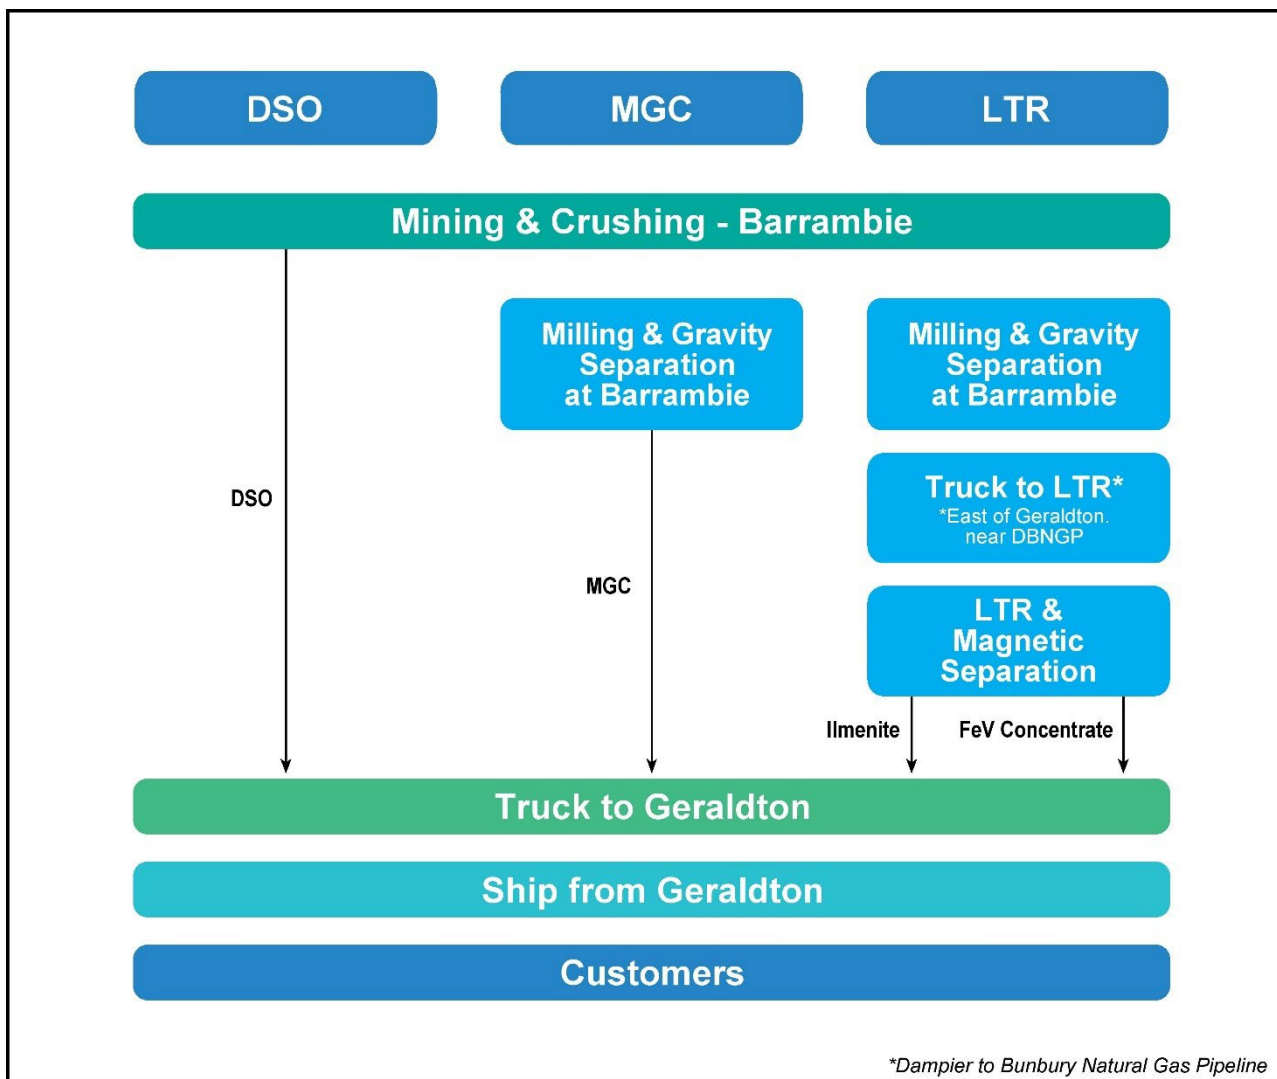 DSO
MGC
LTR
Mining & Crushing - Barrambie
Milling & Gravity
Separation
at Barrambie
Milling & Gravity
Separation
at Barrambie
DSO
Truck to LTR*
*East of Geraldton.
near DBNGP
MGC
LTR &
Magnetic
Separation
Ilmenite
FeV Concentrate
Truck to Geraldton
Ship from Geraldton
Customers
*Dampier to Bunbury Natural Gas Pipeline